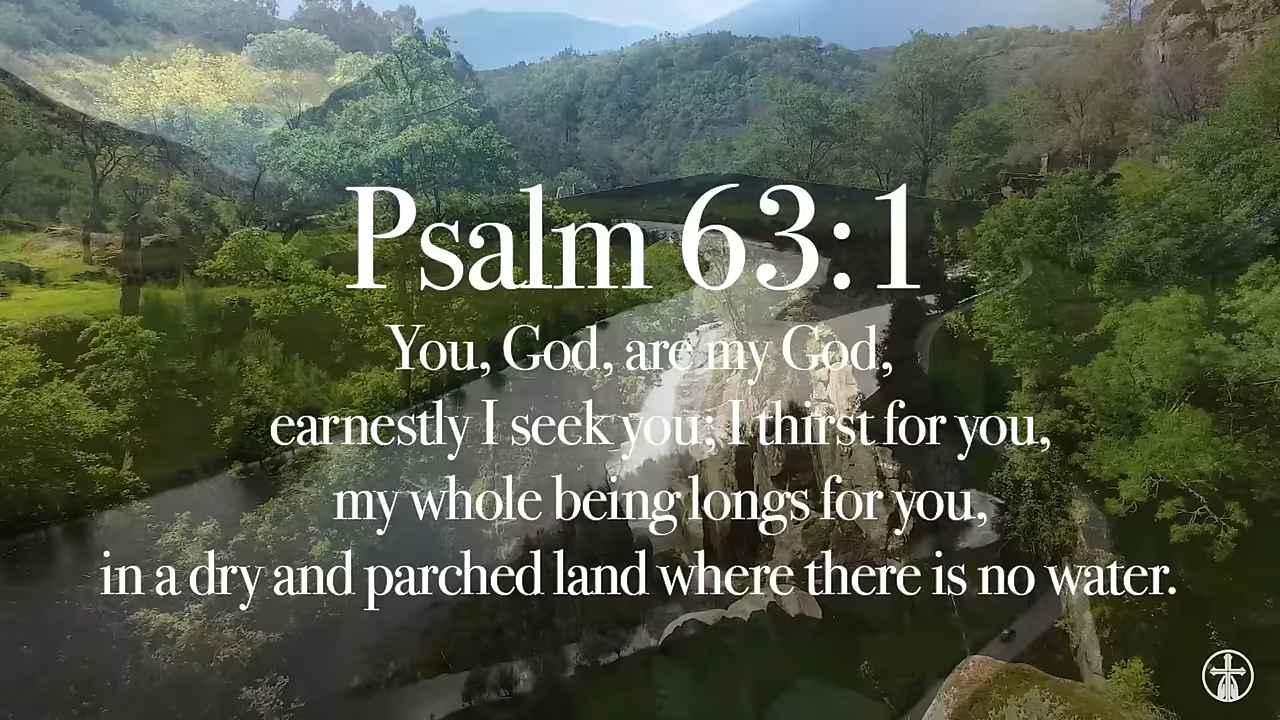 Psalm 63:1
You, God, are my God,
earnestly I seek you; I thirst for you,
my whole being longs for you,
in a dry and parched land where there is no water.